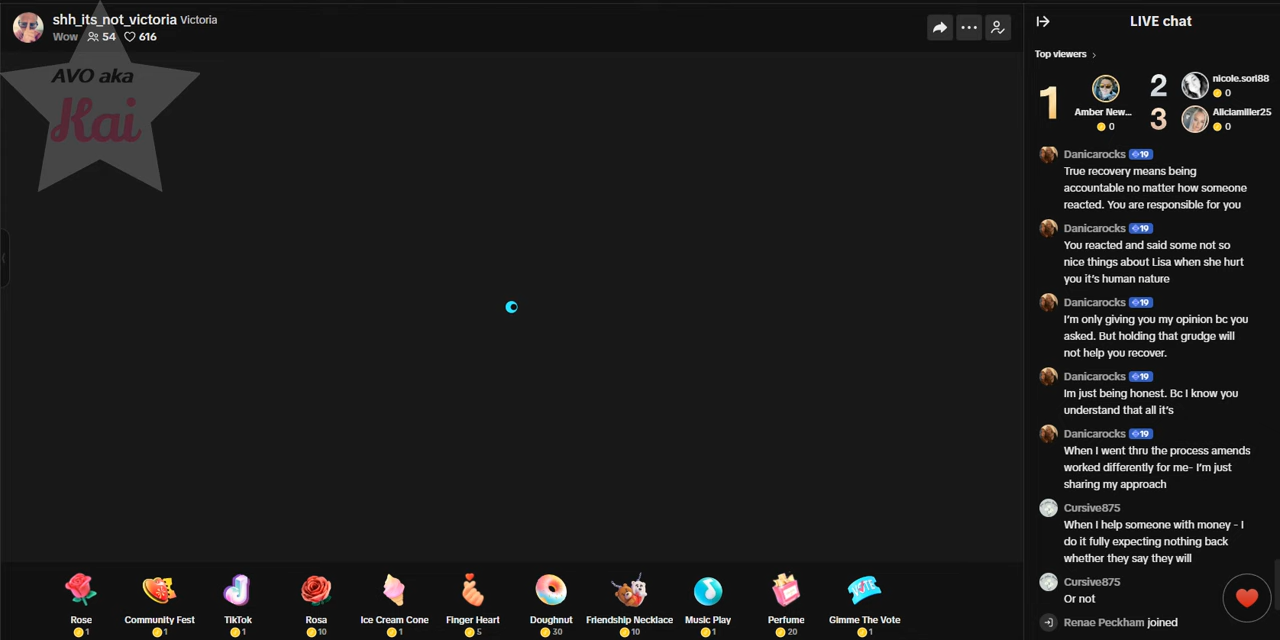 shh_its_not_victoria Victoria
Wow 54 616
AVO aka
Kai
LIVE chat
Top viewers
1
Amber New...
0
2
nicole.sorl88
0
3
Aliciamiller25
0
Danicarocks 19
True recovery means being
accountable no matter how someone
reacted. You are responsible for you
Danicarocks 19
You reacted and said some not so
nice things about Lisa when she hurt
you it's human nature
Danicarocks 19
I'm only giving you my opinion bc you
asked. But holding that grudge will
not help you recover.
Danicarocks 19
Im just being honest. Bc I know you
understand that all it's
Danicarocks 19
When I went thru the process amends
worked differently for me- I'm just
sharing my approach
Cursive875
When I help someone with money - I
do it fully expecting nothing back
whether they say they will
Cursive875
Or not
Renae Peckham joined
Rose
1
Community Fest
1
TikTok
1
Rosa
10
Ice Cream Cone
1
Finger Heart
5
Doughnut
30
Friendship Necklace
10
Music Play
1
Perfume
20
VOTE
Gimme The Vote
1